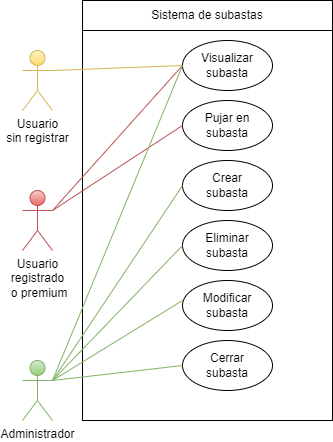 Sistema de subastas
Visualizar
subasta
Usuario
sin registrar
Pujar en
subasta
Crear
subasta
Usuario
registrado
o premium
Eliminar
subasta
Modificar
subasta
Cerrar
subasta
Administrador